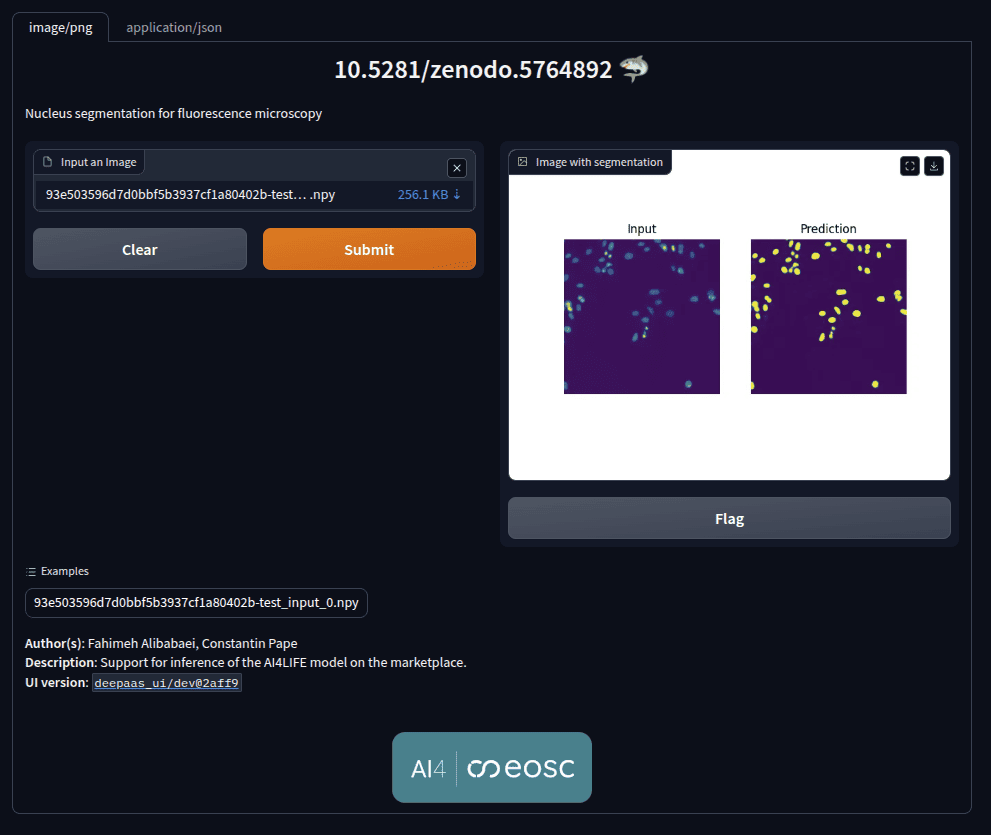 image/png application/json
10.5281/zenodo.5764892
Nucleus segmentation for fluorescence microscopy
Input an Image
93e503596d7d0bbf5b3937cf1a80402b-test… .npy 256.1 KB ⇣
Clear Submit
Image with segmentation
Input Prediction
Flag
Examples
93e503596d7d0bbf5b3937cf1a80402b-test_input_0.npy
Author(s): Fahimeh Alibabaei, Constantin Pape
Description: Support for inference of the AI4LIFE model on the marketplace.
UI version: deepaas_ui/dev@2aff9
AI4 eosc